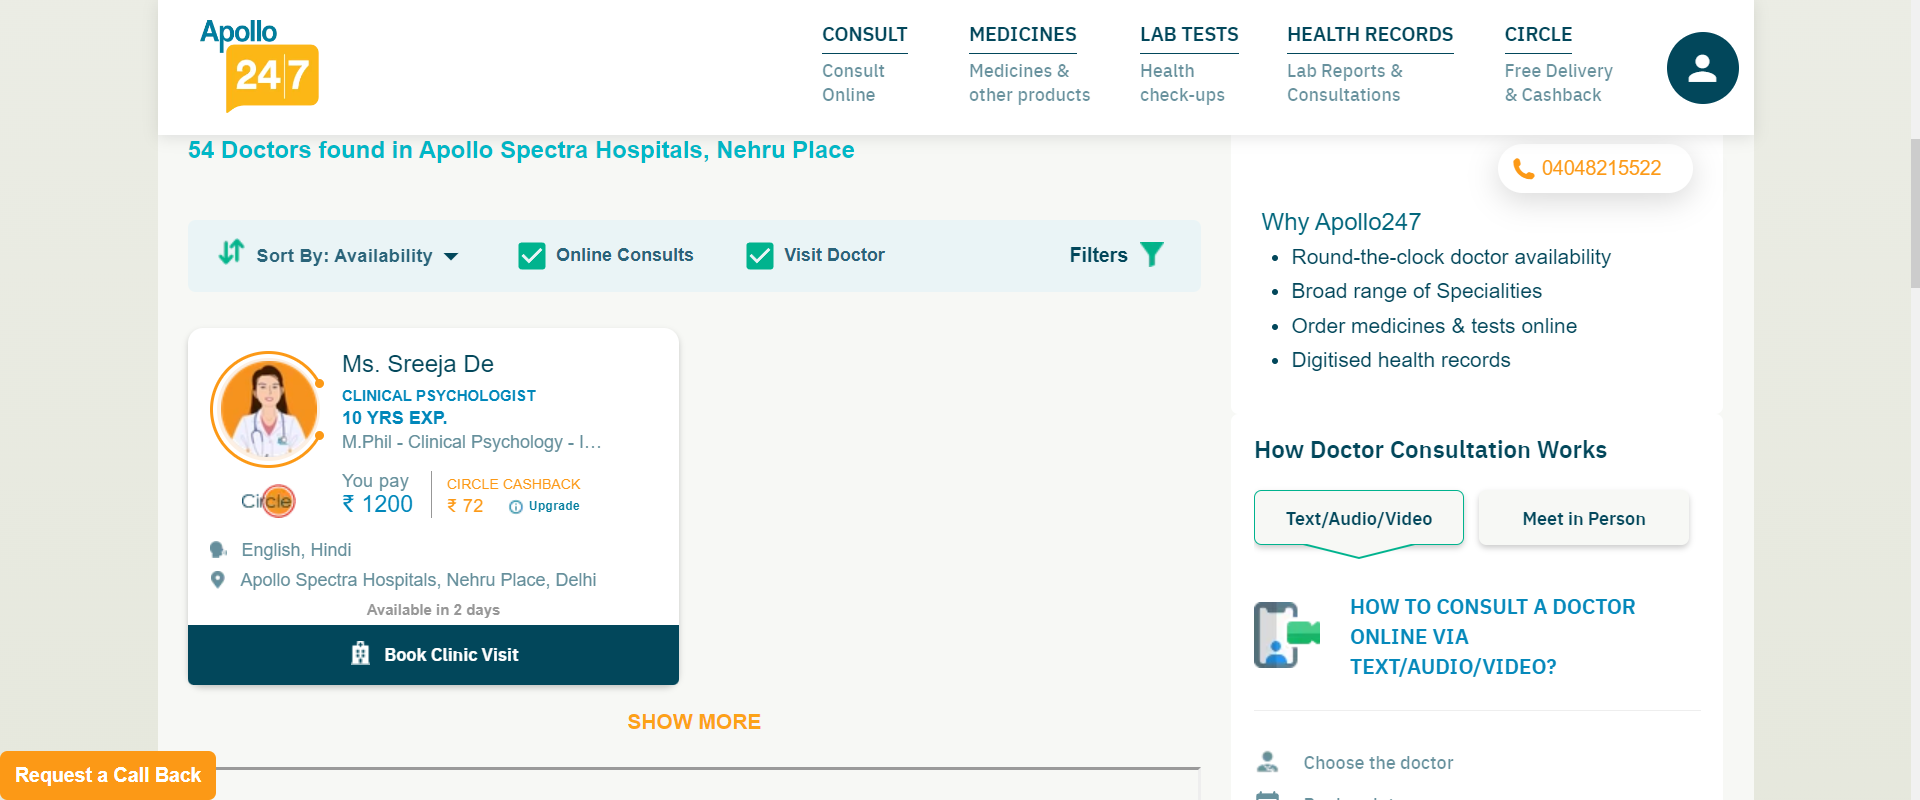 Apollo
24|7
CONSULT
Consult
Online
MEDICINES
Medicines &
other products
LAB TESTS
Health
check-ups
HEALTH RECORDS
Lab Reports &
Consultations
CIRCLE
Free Delivery
& Cashback
54 Doctors found in Apollo Spectra Hospitals, Nehru Place
Sort By: Availability
Online Consults
Visit Doctor
Filters
Ms. Sreeja De
CLINICAL PSYCHOLOGIST
10 YRS EXP.
M.Phil - Clinical Psychology - I…
Circle
You pay
₹ 1200
CIRCLE CASHBACK
₹ 72
Upgrade
English, Hindi
Apollo Spectra Hospitals, Nehru Place, Delhi
Available in 2 days
Book Clinic Visit
SHOW MORE
Request a Call Back
04048215522
Why Apollo247
• Round-the-clock doctor availability
• Broad range of Specialities
• Order medicines & tests online
• Digitised health records
How Doctor Consultation Works
Text/Audio/Video
Meet in Person
HOW TO CONSULT A DOCTOR
ONLINE VIA
TEXT/AUDIO/VIDEO?
Choose the doctor